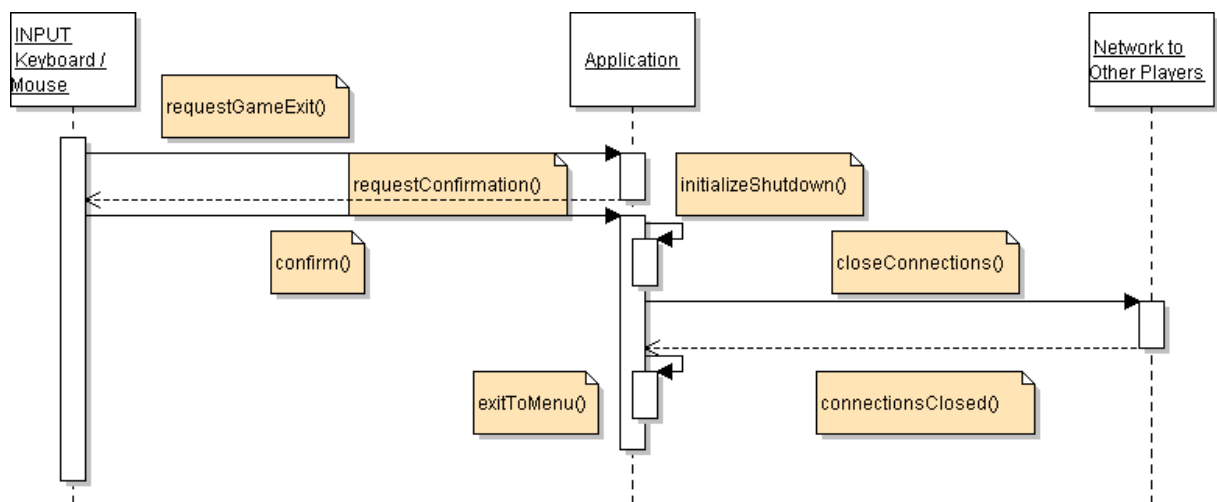 INPUT
Keyboard /
Mouse
Application
Network to
Other Players
requestGameExit()
requestConfirmation()
initializeShutdown()
confirm()
closeConnections()
exitToMenu()
connectionsClosed()